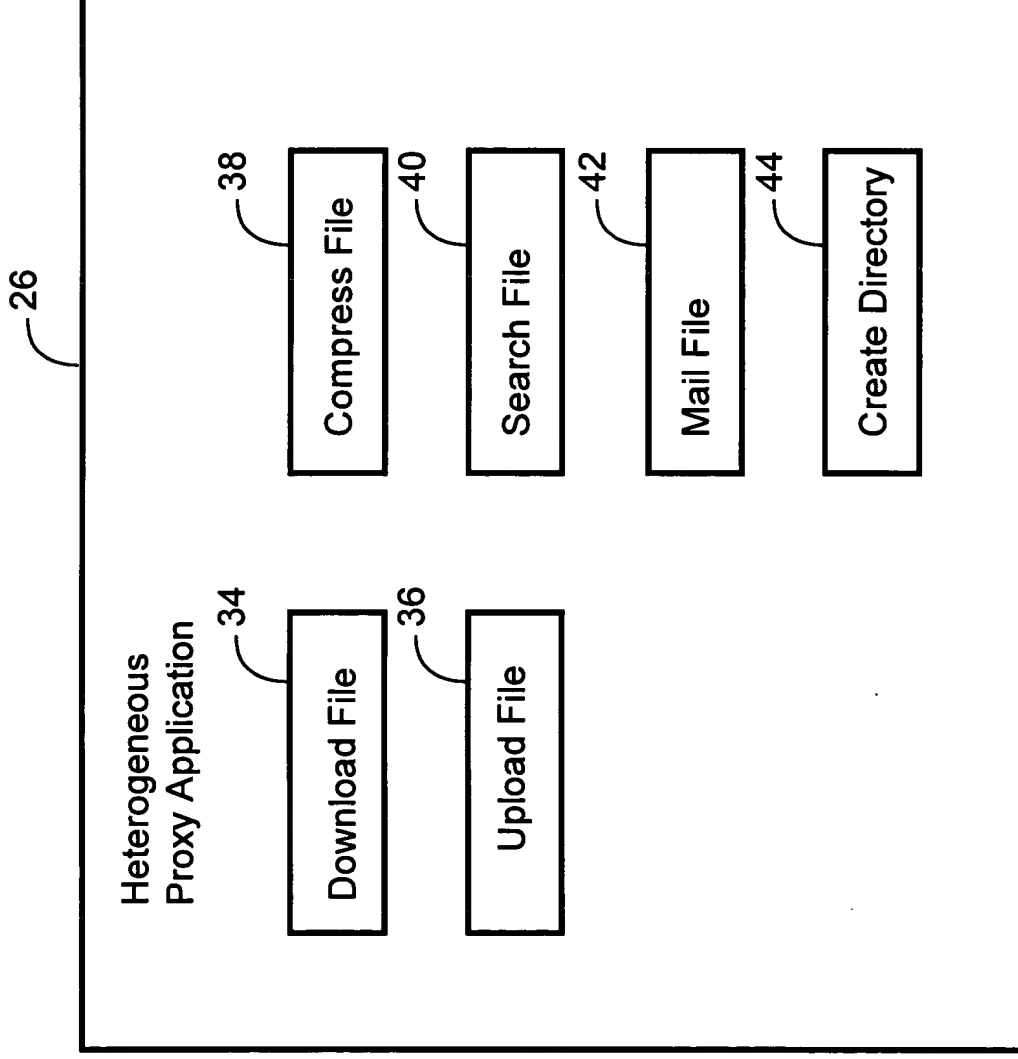 26
Heterogeneous
Proxy Application
34
Download File
36
Upload File
38
Compress File
40
Search File
42
Mail File
44
Create Directory